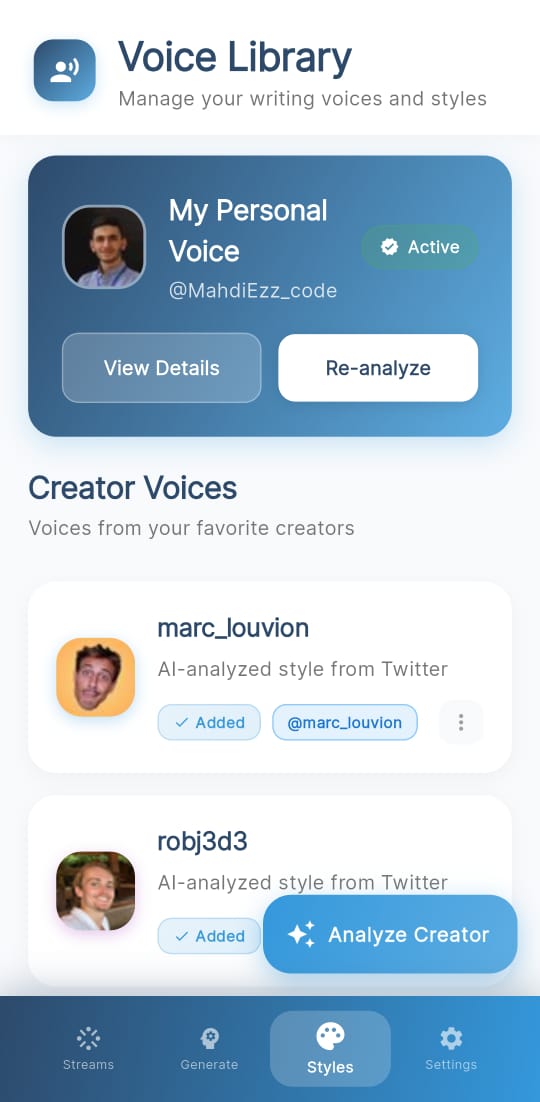 Voice Library
Manage your writing voices and styles
My Personal
Voice
@MahdiEzz_code
Active
View Details
Re-analyze
Creator Voices
Voices from your favorite creators
marc_louvion
AI-analyzed style from Twitter
Added
@marc_louvion
robj3d3
AI-analyzed style from Twitter
Added
Analyze Creator
Streams
Generate
Styles
Settings